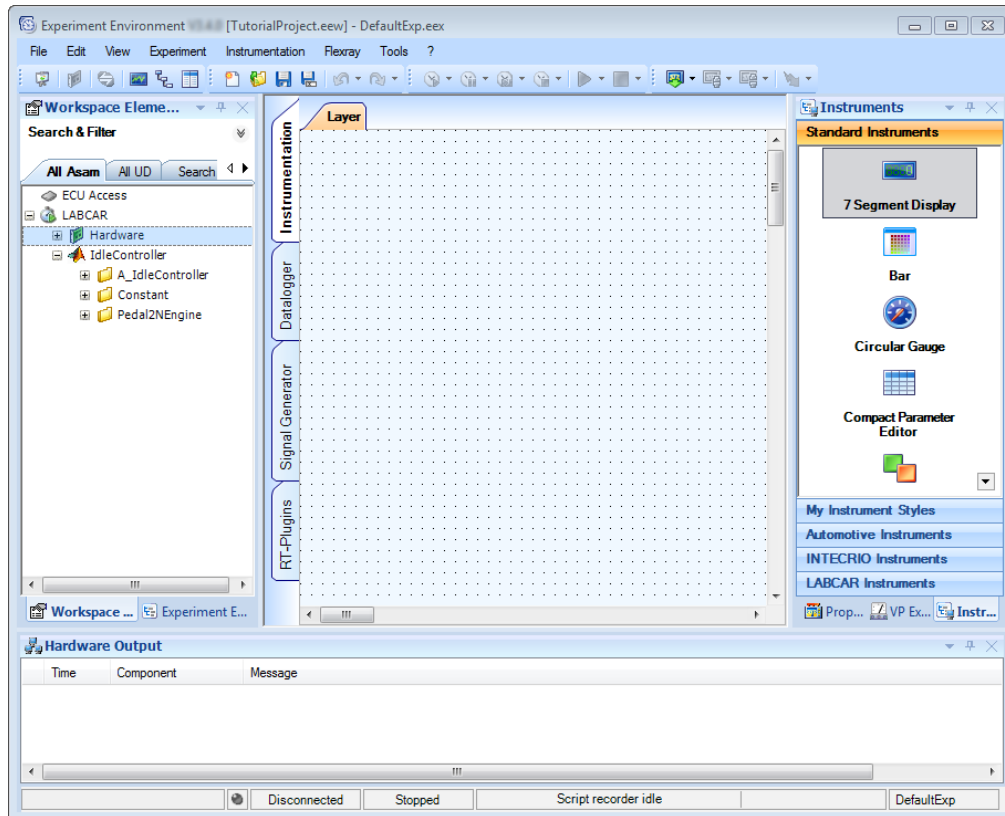 Experiment Environment [TutorialProject.eew] - DefaultExp.eex
File Edit View Experiment Instrumentation Flexray Tools ?
Workspace Eleme...
Search & Filter
All Asam All UD Search
ECU Access
LABCAR
Hardware
IdleController
A_IdleController
Constant
Pedal2NEngine
Workspace ... Experiment E...
Layer
Instrumentation
Datalogger
Signal Generator
RT-Plugins
Instruments
Standard Instruments
7 Segment Display
Bar
Circular Gauge
Compact Parameter
Editor
My Instrument Styles
Automotive Instruments
INTECRIO Instruments
LABCAR Instruments
Prop... VP Ex... Instr...
Hardware Output
Time Component Message
Disconnected Stopped Script recorder idle DefaultExp